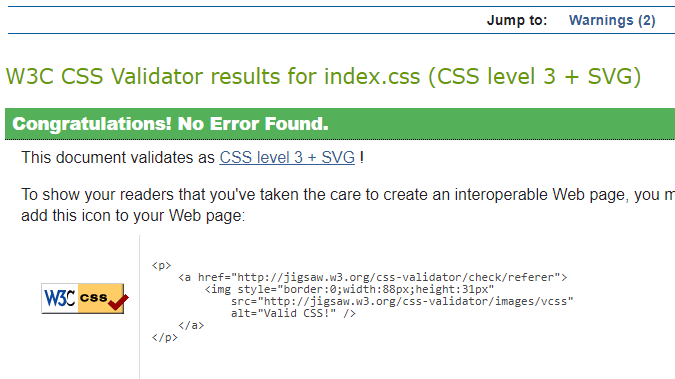 Jump to: Warnings (2)
W3C CSS Validator results for index.css (CSS level 3 + SVG)
Congratulations! No Error Found.
This document validates as CSS level 3 + SVG !
To show your readers that you've taken the care to create an interoperable Web page, you m
add this icon to your Web page:
W3C css
<p>
<a href="http://jigsaw.w3.org/css-validator/check/referer">
<img style="border:0;width:88px;height:31px"
src="http://jigsaw.w3.org/css-validator/images/vcss"
alt="Valid CSS!" />
</a>
</p>